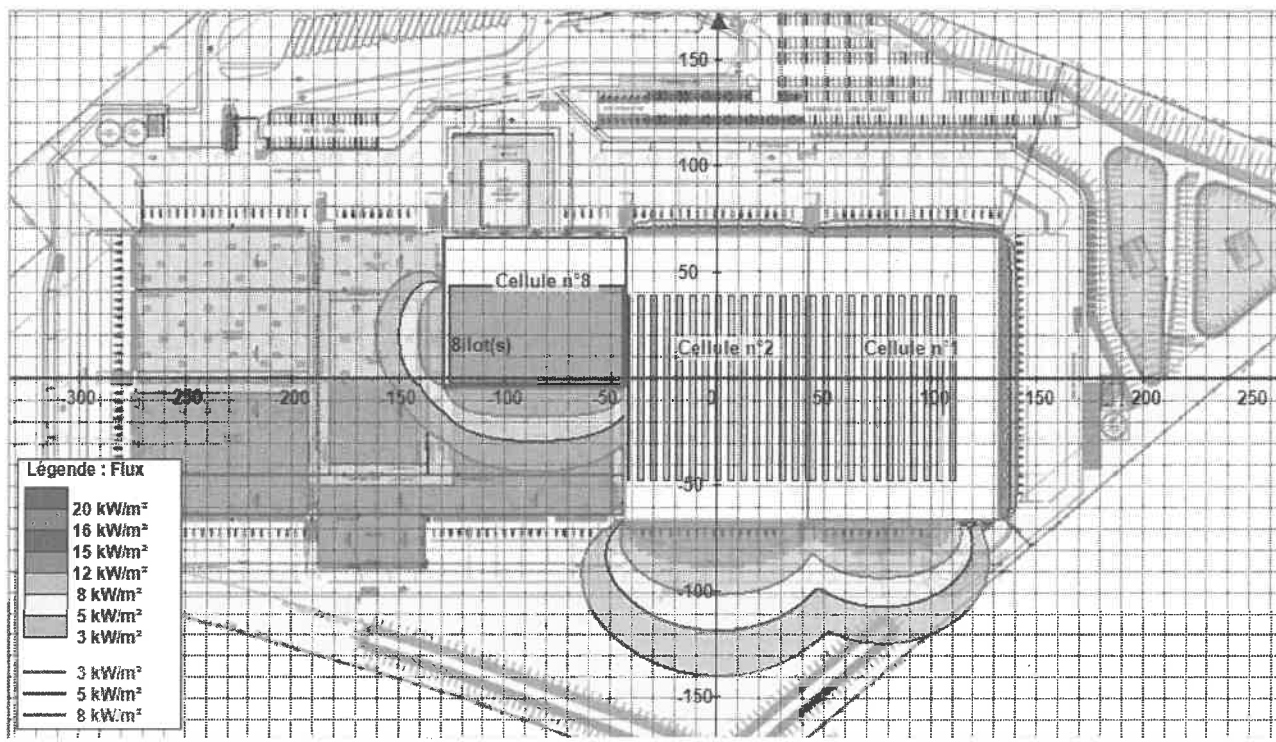 150
100
50
Cellule n°8
8ilot(s)
Cellule n°2
Cellule n°1
-300
-250
-200
-150
-100
-50
0
50
100
150
200
250
-50
-100
-150
Légende : Flux
20 kW/m²
16 kW/m²
15 kW/m²
12 kW/m²
8 kW/m²
5 kW/m²
3 kW/m²
3 kW/m²
5 kW/m²
8 kW/m²